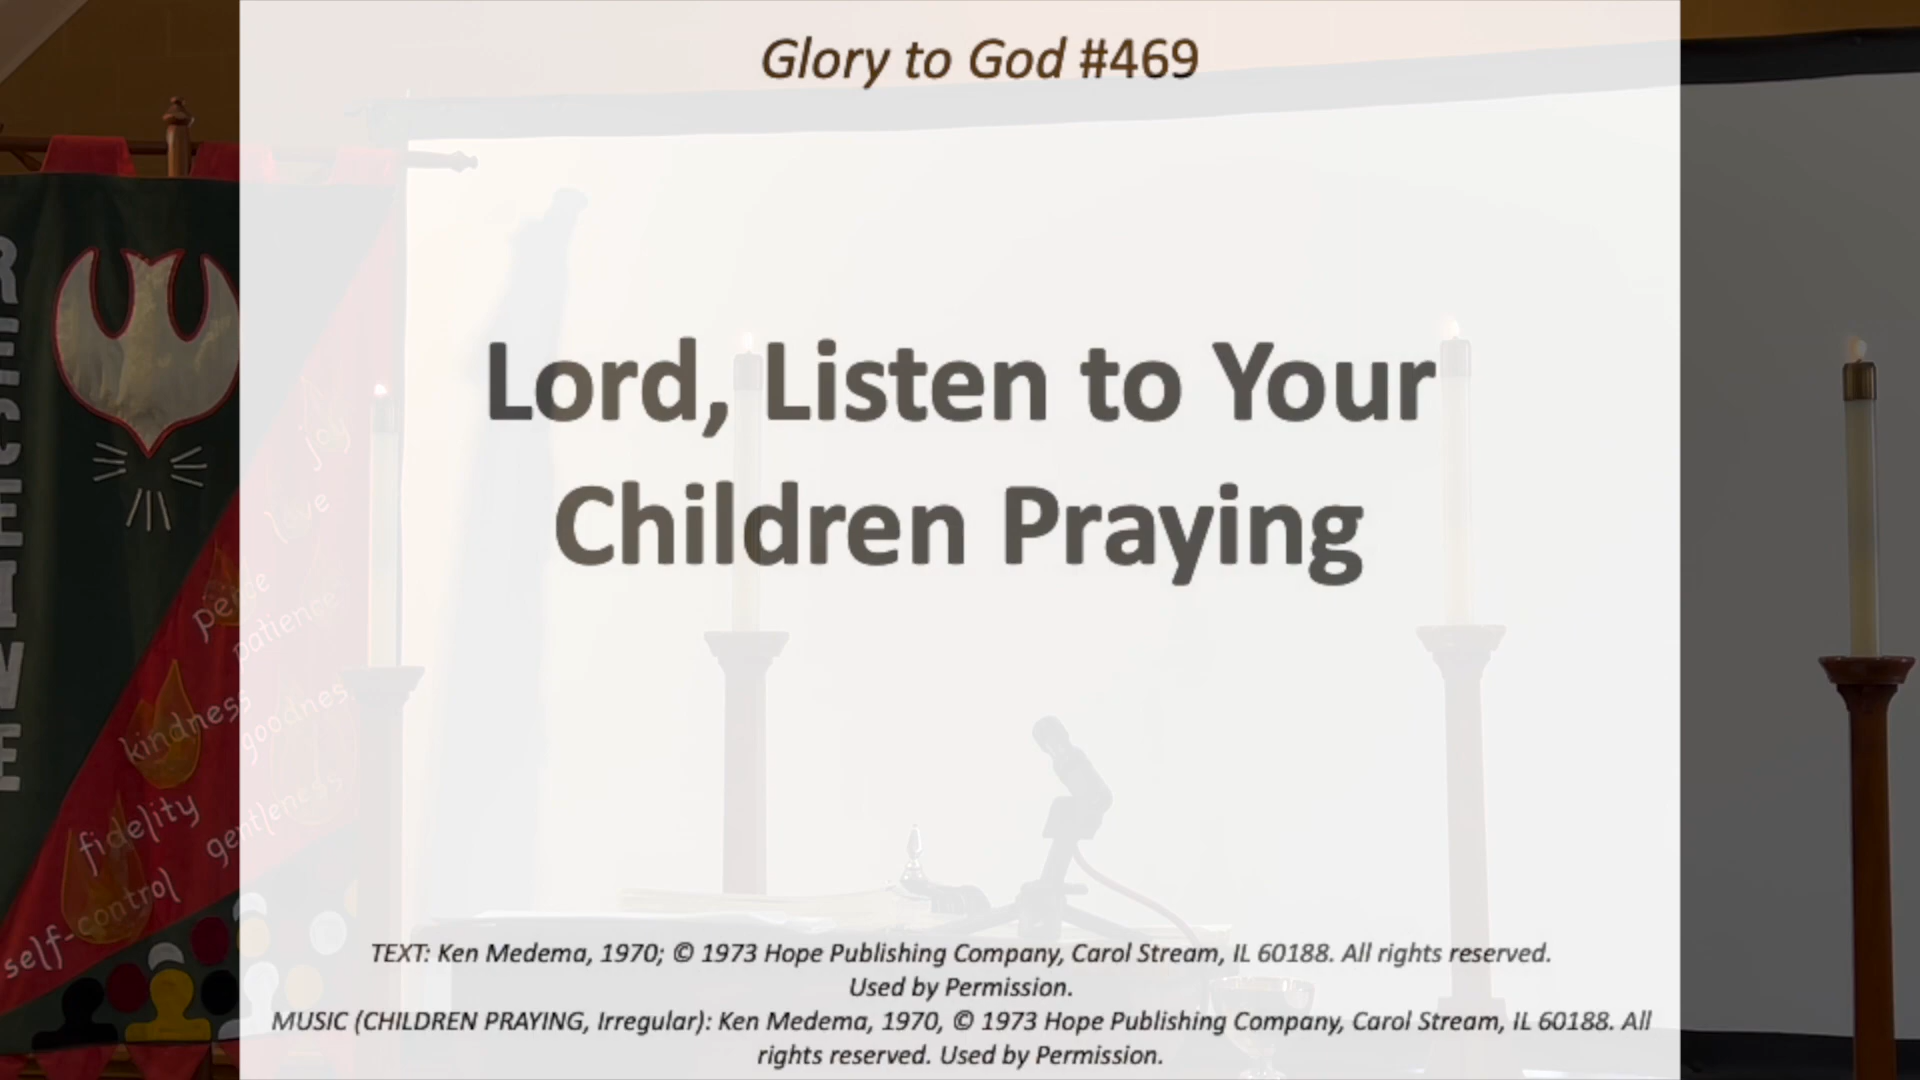 Glory to God #469
Lord, Listen to Your
Children Praying
joy
love
peace
patience
kindness
goodness
fidelity
gentleness
self-control
TEXT: Ken Medema, 1970; © 1973 Hope Publishing Company, Carol Stream, IL 60188. All rights reserved.
Used by Permission.
MUSIC (CHILDREN PRAYING, Irregular): Ken Medema, 1970, © 1973 Hope Publishing Company, Carol Stream, IL 60188. All
rights reserved. Used by Permission.